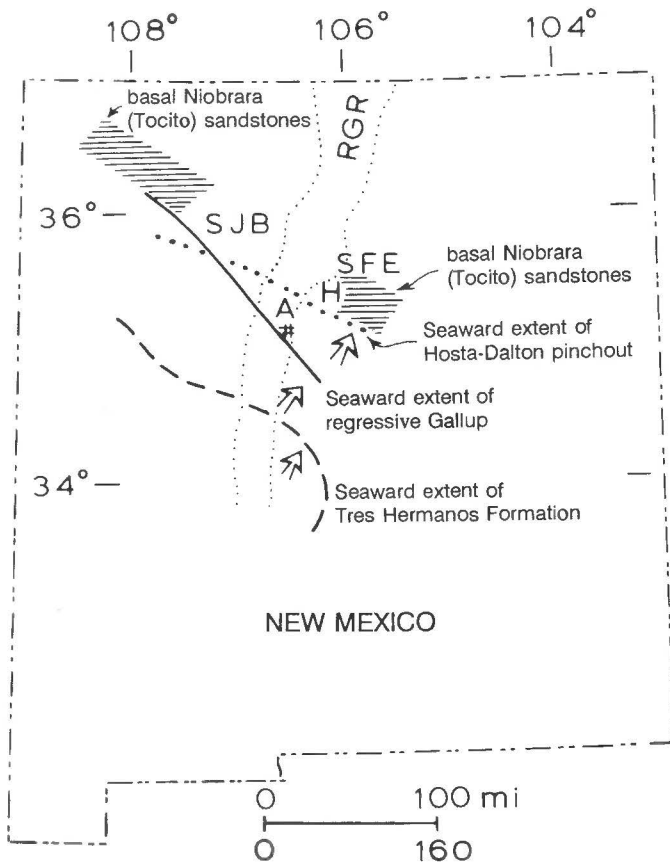 108° 106° 104°
basal Niobrara
(Tocito) sandstones
RGR
36°
SJB
SFE
basal Niobrara
(Tocito) sandstones
H
A
#
Seaward extent of
Hosta-Dalton pinchout
Seaward extent of
regressive Gallup
34°
Seaward extent of
Tres Hermanos Formation
NEW MEXICO
0 100 mi
0 160